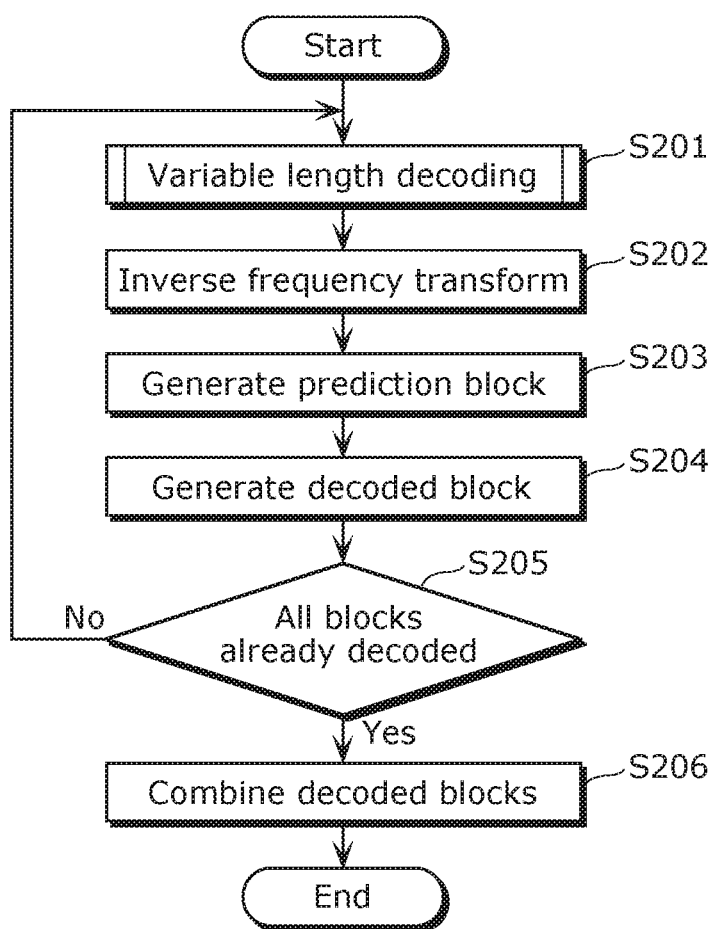 Start
Variable length decoding
S201
Inverse frequency transform
S202
Generate prediction block
S203
Generate decoded block
S204
S205
All blocks
already decoded
No
Yes
Combine decoded blocks
S206
End